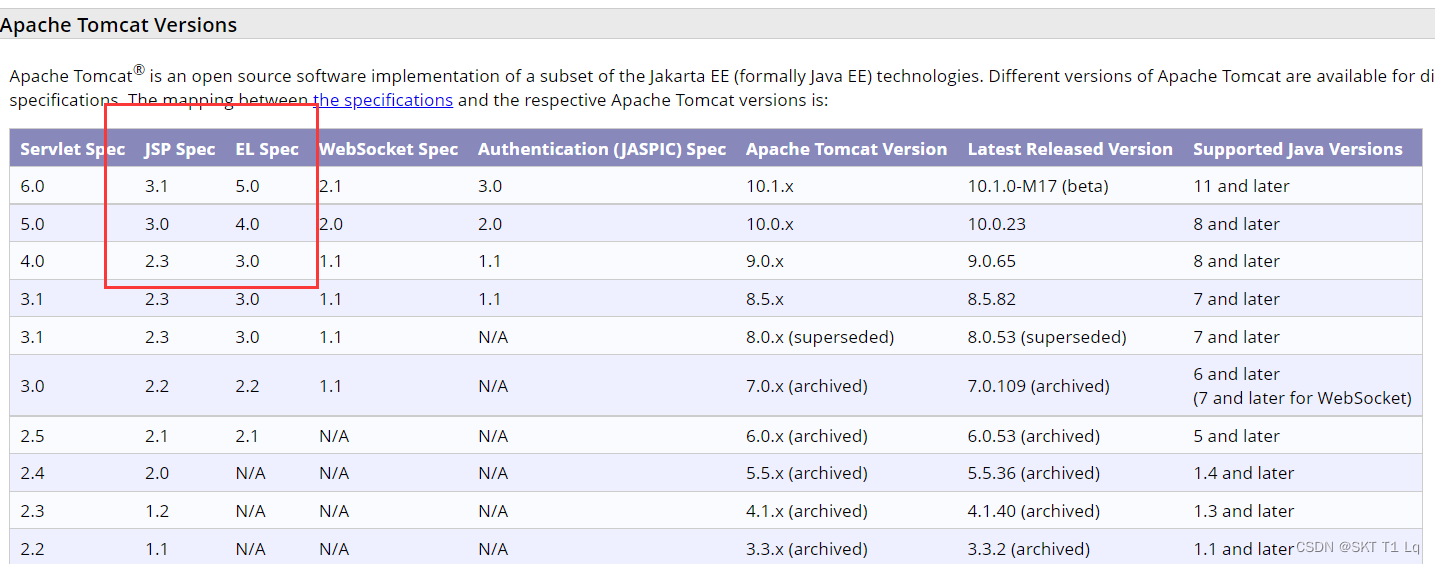 Apache Tomcat Versions
Apache Tomcat® is an open source software implementation of a subset of the Jakarta EE (formally Java EE) technologies. Different versions of Apache Tomcat are available for di
specifications. The mapping between the specifications and the respective Apache Tomcat versions is:
Servlet Spec JSP Spec EL Spec WebSocket Spec Authentication (JASPIC) Spec Apache Tomcat Version Latest Released Version Supported Java Versions
6.0 3.1 5.0 2.1 3.0 10.1.x 10.1.0-M17 (beta) 11 and later
5.0 3.0 4.0 2.0 2.0 10.0.x 10.0.23 8 and later
4.0 2.3 3.0 1.1 1.1 9.0.x 9.0.65 8 and later
3.1 2.3 3.0 1.1 1.1 8.5.x 8.5.82 7 and later
3.1 2.3 3.0 1.1 N/A 8.0.x (superseded) 8.0.53 (superseded) 7 and later
3.0 2.2 2.2 1.1 N/A 7.0.x (archived) 7.0.109 (archived) 6 and later
(7 and later for WebSocket)
2.5 2.1 2.1 N/A N/A 6.0.x (archived) 6.0.53 (archived) 5 and later
2.4 2.0 N/A N/A N/A 5.5.x (archived) 5.5.36 (archived) 1.4 and later
2.3 1.2 N/A N/A N/A 4.1.x (archived) 4.1.40 (archived) 1.3 and later
2.2 1.1 N/A N/A N/A 3.3.x (archived) 3.3.2 (archived) 1.1 and later
CSDN @SKT T1 Lq